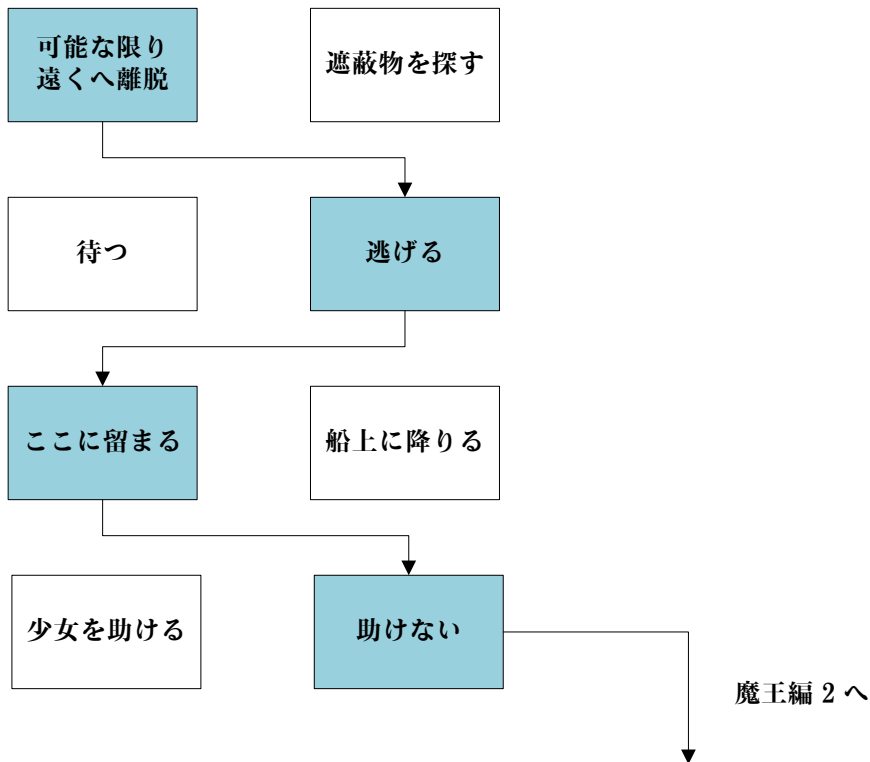 可能な限り
遠くへ離脱
遮蔽物を探す
待つ
逃げる
ここに留まる
船上に降りる
少女を助ける
助けない
魔王編 2 へ